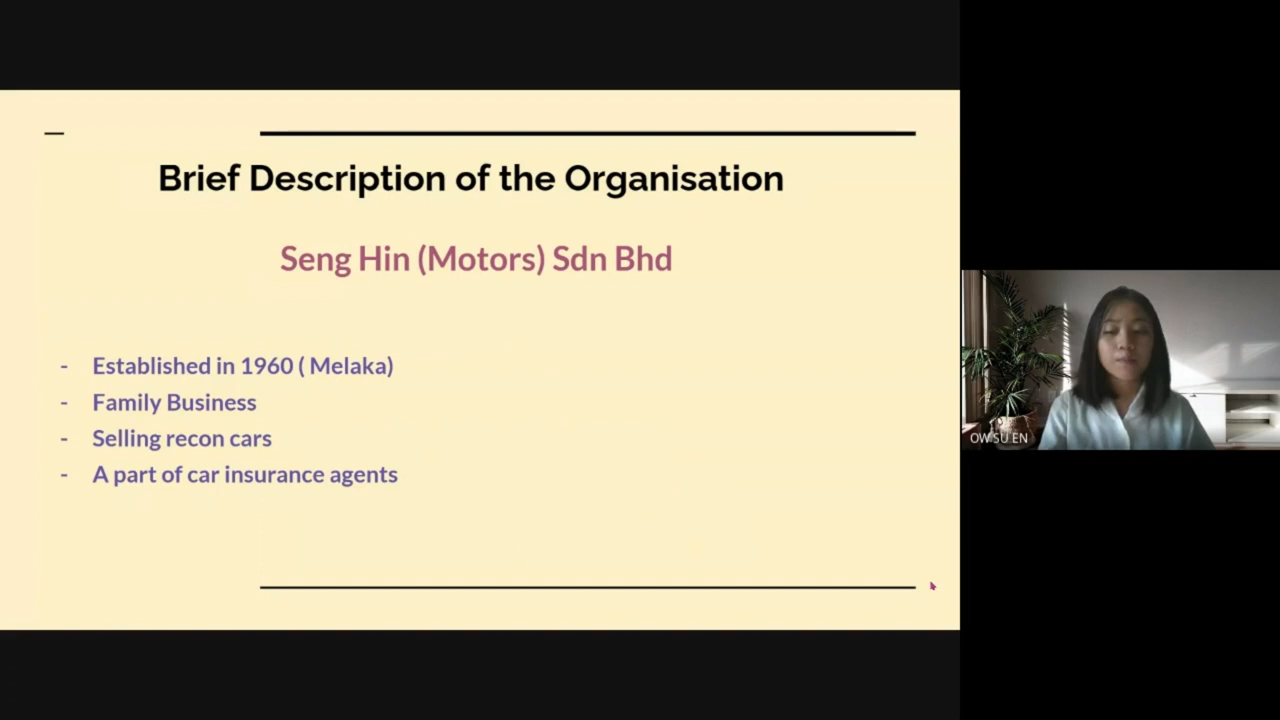 Brief Description of the Organisation
Seng Hin (Motors) Sdn Bhd
- Established in 1960 ( Melaka)
- Family Business
- Selling recon cars
- A part of car insurance agents
OW SU EN